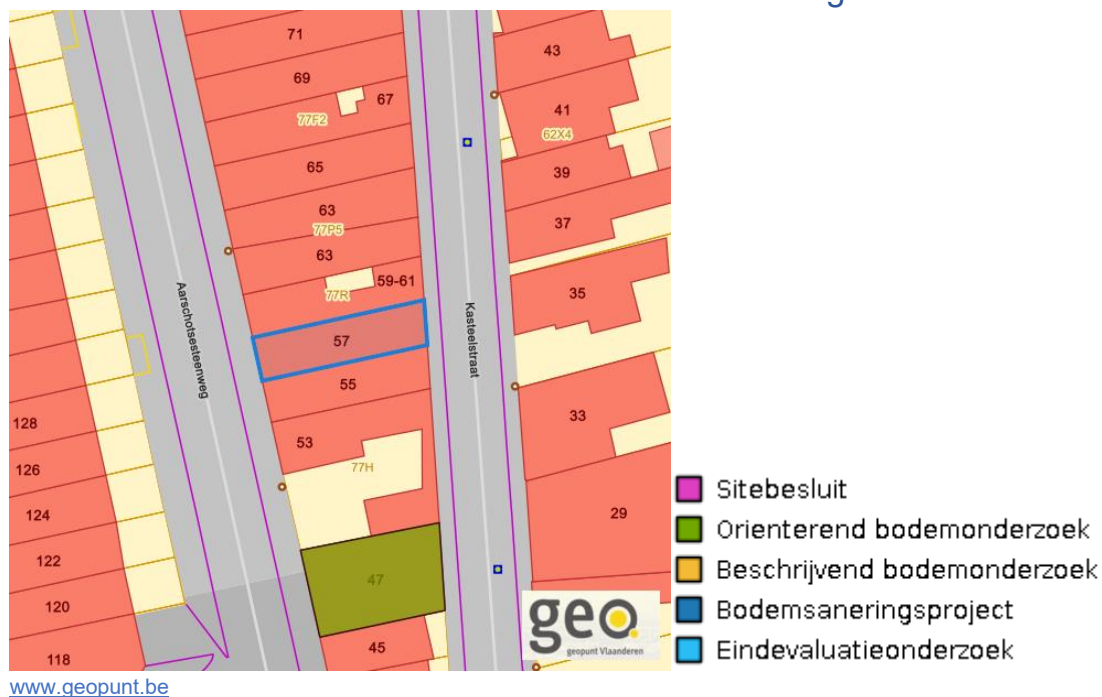 71
69
67
77F2
65
63
77P5
63
59-61
77R
57
55
53
77H
47
45
43
41
62X4
39
37
35
33
29
128
126
124
122
120
118
Aarschotsesteenweg
Kasteelstraat
geo.
geopunt Vlaanderen
Sitebesluit
Orienterend bodemonderzoek
Beschrijvend bodemonderzoek
Bodemsaneringsproject
Eindevaluatieonderzoek
www.geopunt.be